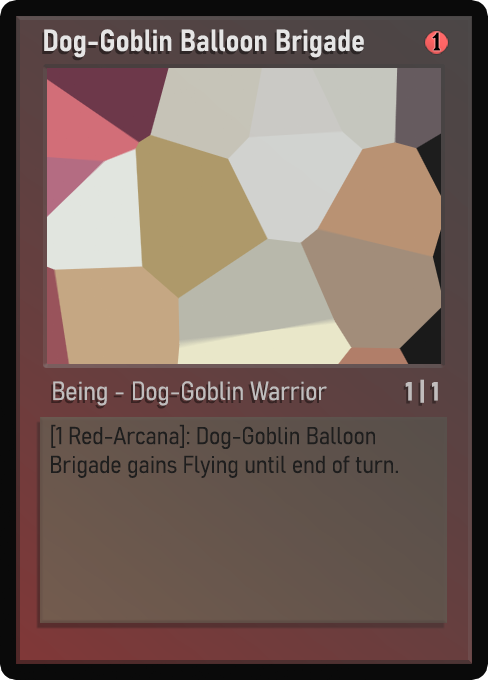 Dog-Goblin Balloon Brigade 1
Being - Dog-Goblin Warrior 1|1
[1 Red-Arcana]: Dog-Goblin Balloon
Brigade gains Flying until end of turn.